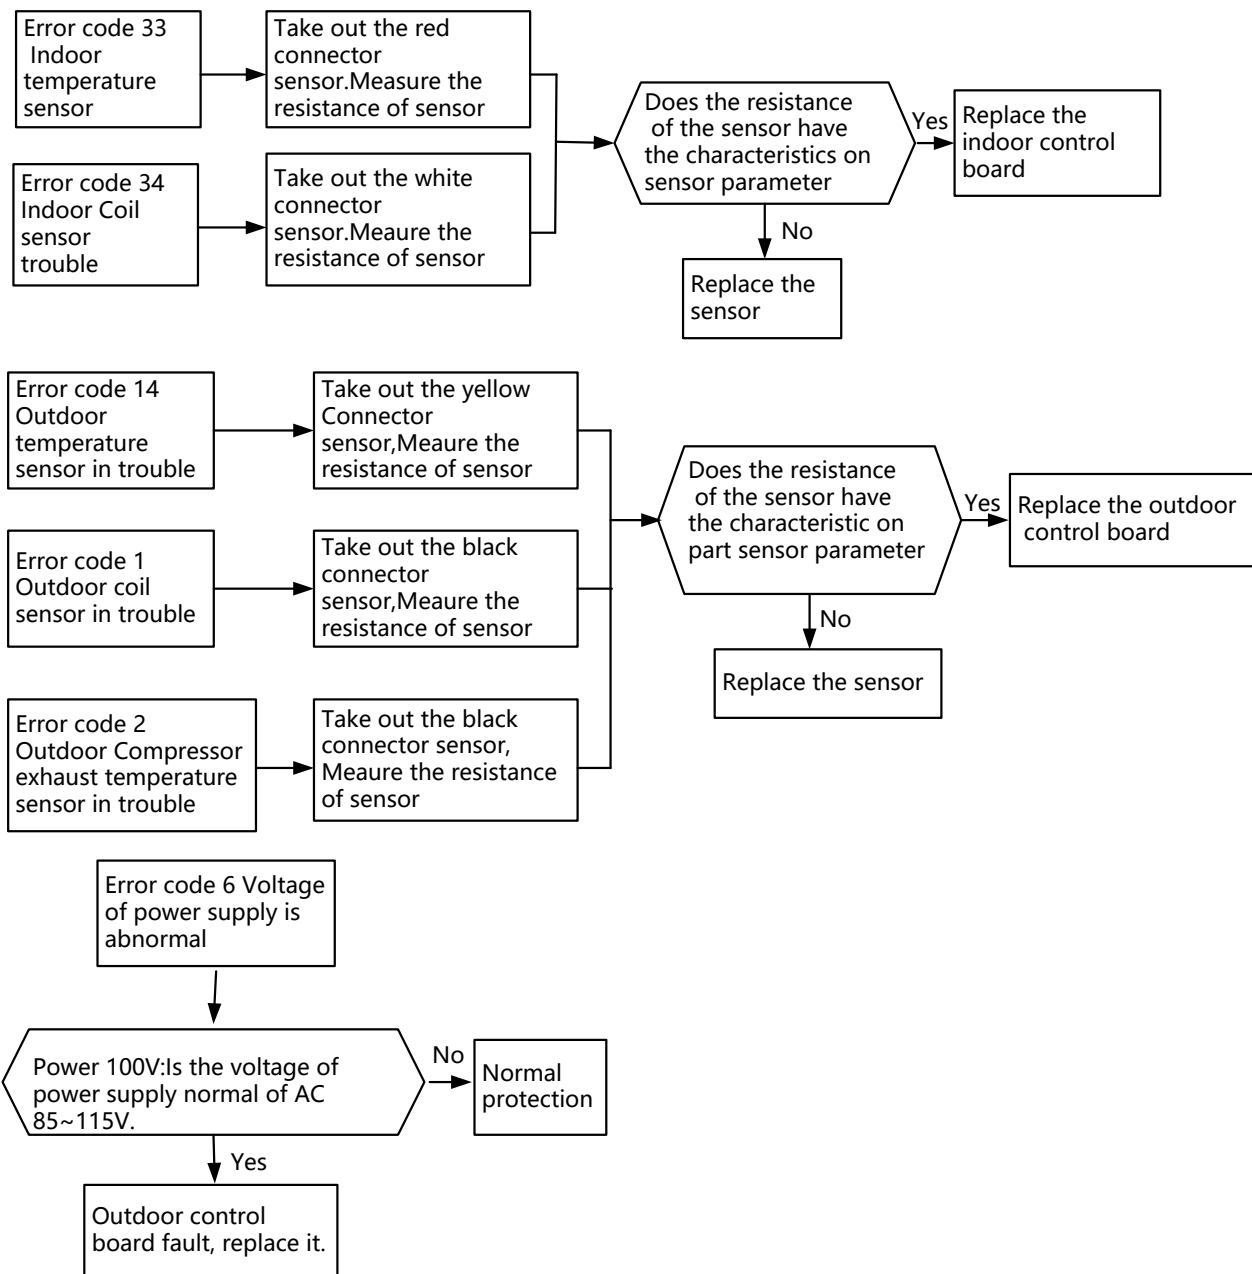 Error code 33
Indoor
temperature
sensor
Take out the red
connector
sensor.Measure the
resistance of sensor
Does the resistance
of the sensor have
the characteristics on
sensor parameter
Yes
Replace the
indoor control
board
Error code 34
Indoor Coil
sensor
trouble
Take out the white
connector
sensor.Meaure the
resistance of sensor
No
Replace the
sensor
Error code 14
Outdoor
temperature
sensor in trouble
Take out the yellow
Connector
sensor,Meaure the
resistance of sensor
Does the resistance
of the sensor have
the characteristic on
part sensor parameter
Yes
Replace the outdoor
control board
Error code 1
Outdoor coil
sensor in trouble
Take out the black
connector
sensor,Meaure the
resistance of sensor
No
Replace the sensor
Error code 2
Outdoor Compressor
exhaust temperature
sensor in trouble
Take out the black
connector sensor,
Meaure the resistance
of sensor
Error code 6 Voltage
of power supply is
abnormal
Power 100V:Is the voltage of
power supply normal of AC
85~115V.
No
Normal
protection
Yes
Outdoor control
board fault, replace it.